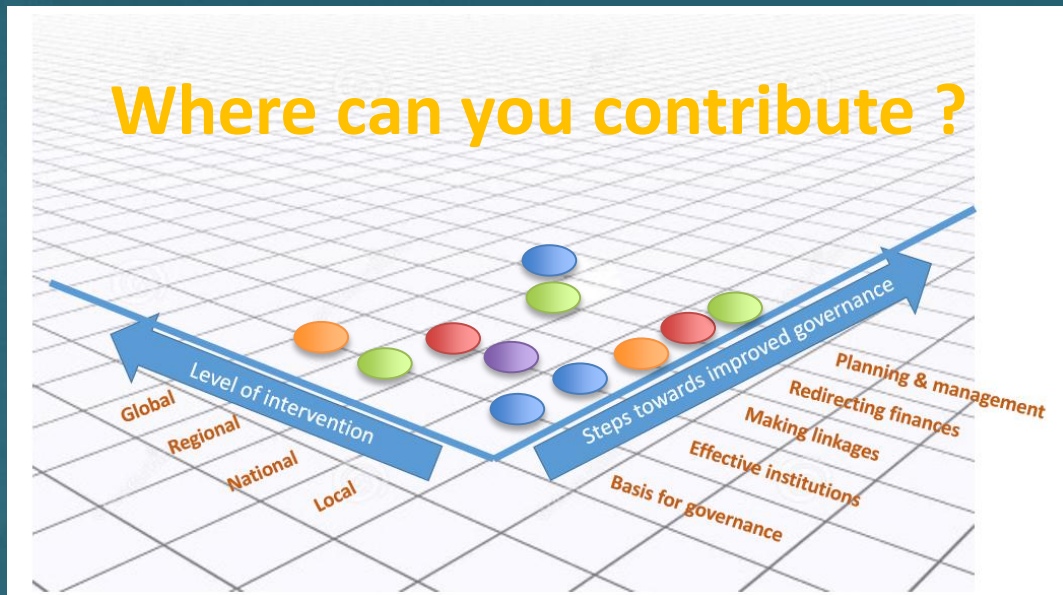 Where can you contribute ?
Level of intervention
Global
Regional
National
Local
Steps towards improved governance
Planning & management
Redirecting finances
Making linkages
Effective institutions
Basis for governance